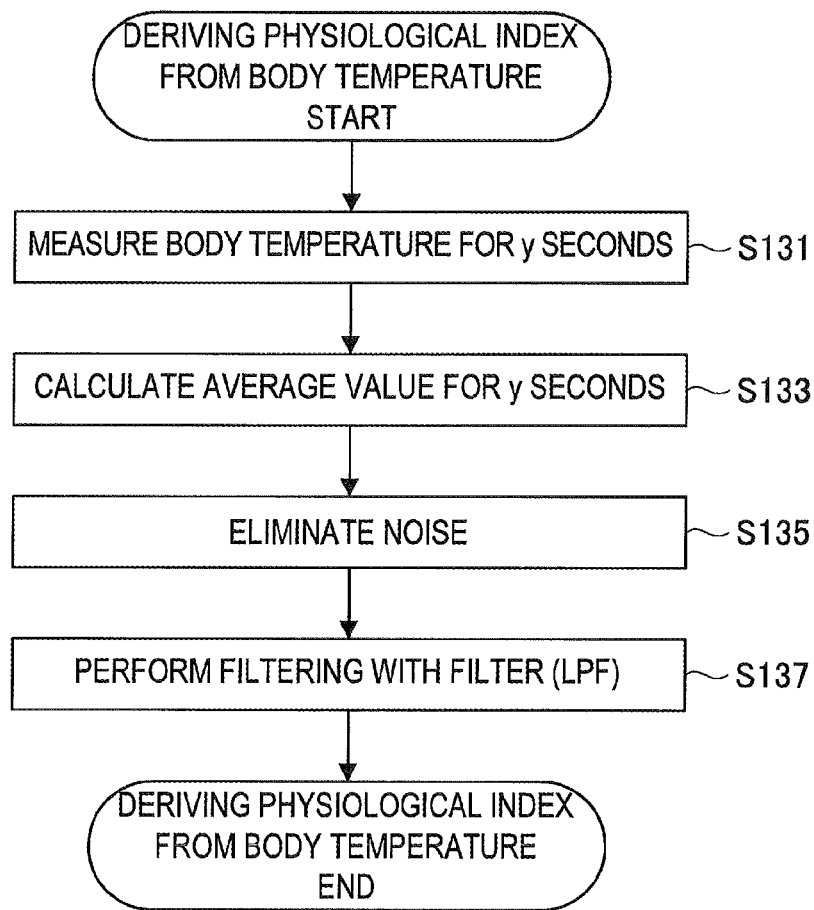 DERIVING PHYSIOLOGICAL INDEX
FROM BODY TEMPERATURE
START
MEASURE BODY TEMPERATURE FOR y SECONDS S131
CALCULATE AVERAGE VALUE FOR y SECONDS S133
ELIMINATE NOISE S135
PERFORM FILTERING WITH FILTER (LPF) S137
DERIVING PHYSIOLOGICAL INDEX
FROM BODY TEMPERATURE
END